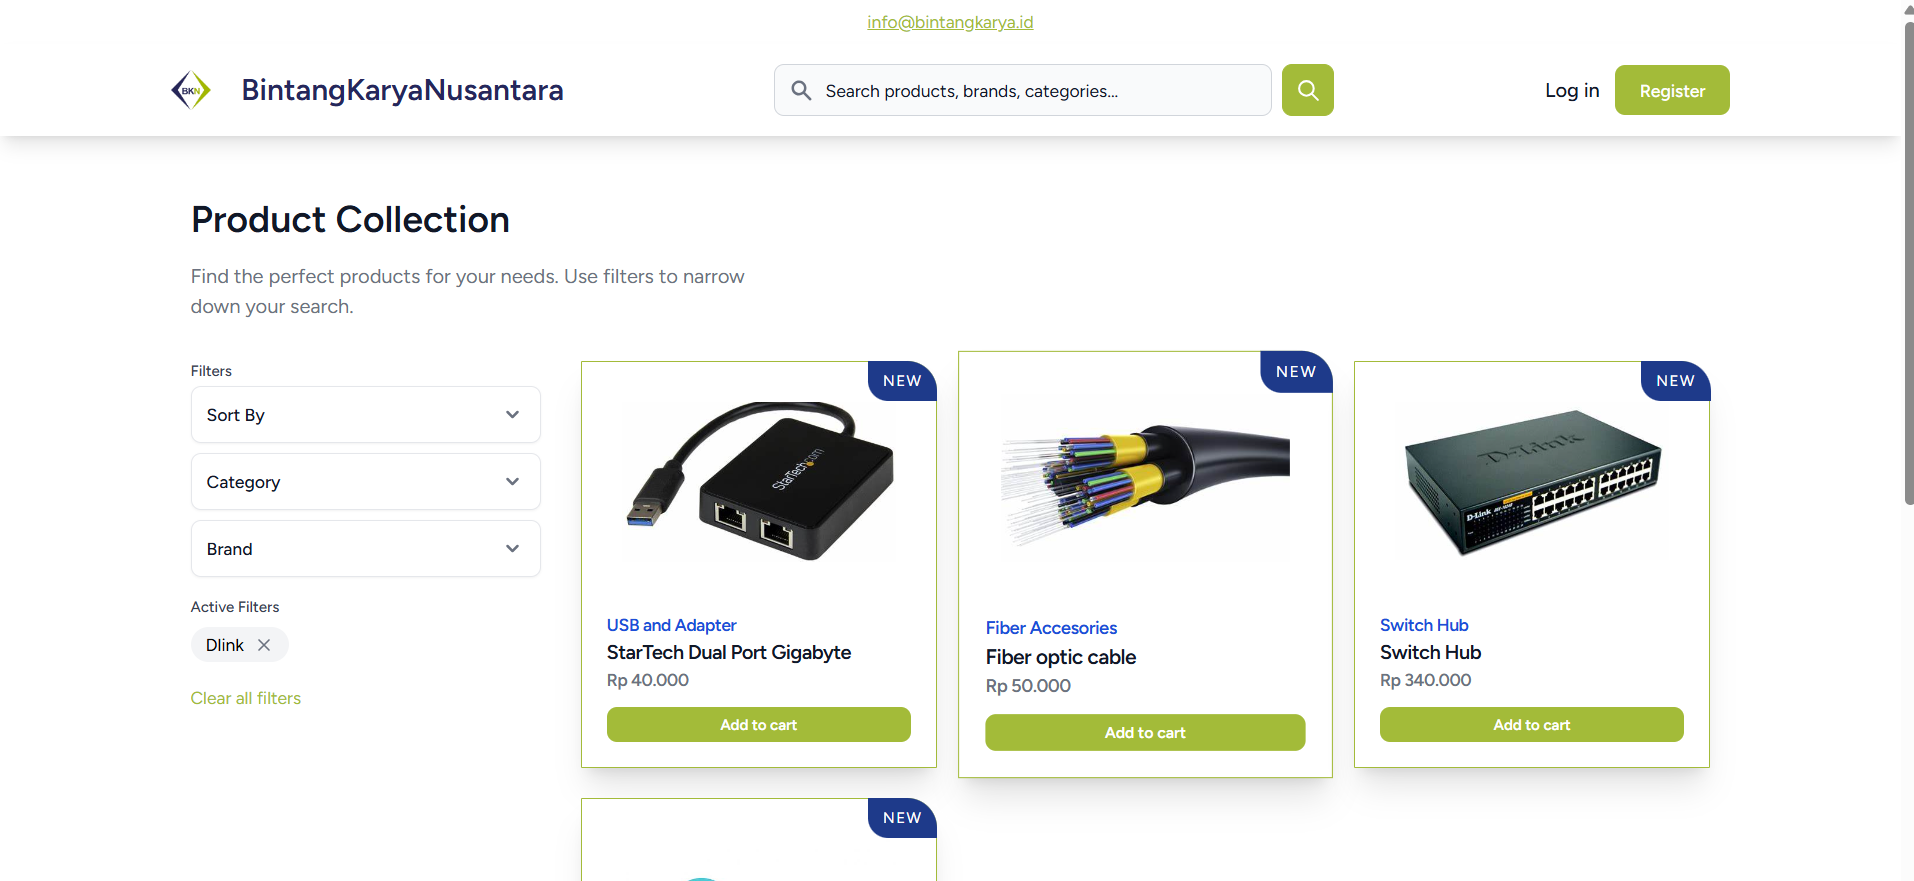 info@bintangkarya.id
BKN
BintangKaryaNusantara
Search products, brands, categories...
Log in
Register
Product Collection
Find the perfect products for your needs. Use filters to narrow
down your search.
Filters
Sort By
Category
Brand
Active Filters
Dlink
Clear all filters
NEW
StarTech.com
USB and Adapter
StarTech Dual Port Gigabyte
Rp 40.000
Add to cart
NEW
Fiber Accesories
Fiber optic cable
Rp 50.000
Add to cart
NEW
D-Link
D-Link
Switch Hub
Switch Hub
Rp 340.000
Add to cart
NEW